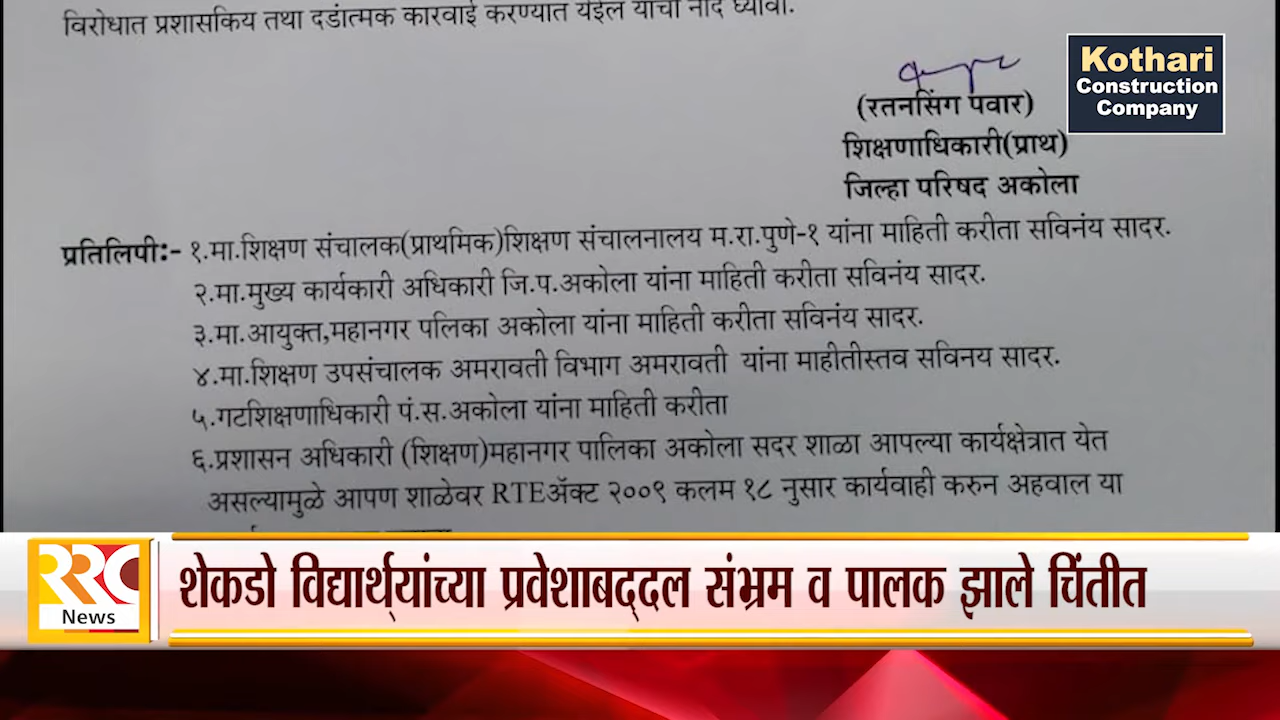 विरोधात प्रशासकिय तथा दडांत्मक कारवाई करण्यात येईल याची नोंद घ्यावी.
Kothari
Construction
Company
(रतनसिंग पवार)
शिक्षणाधिकारी(प्राथ)
जिल्हा परिषद अकोला
प्रतिलिपी:- १.मा.शिक्षण संचालक(प्राथमिक)शिक्षण संचालनालय म.रा.पुणे-१ यांना माहिती करीता सविनंय सादर.
२.मा.मुख्य कार्यकारी अधिकारी जि.प.अकोला यांना माहिती करीता सविनंय सादर.
३.मा.आयुक्त,महानगर पलिका अकोला यांना माहिती करीता सविनंय सादर.
४.मा.शिक्षण उपसंचालक अमरावती विभाग अमरावती यांना माहीतीस्तव सविनय सादर.
५.गटशिक्षणाधिकारी पं.स.अकोला यांना माहिती करीता
६.प्रशासन अधिकारी (शिक्षण)महानगर पालिका अकोला सदर शाळा आपल्या कार्यक्षेत्रात येत
असल्यामुळे आपण शाळेवर RTEॲक्ट २००९ कलम १८ नुसार कार्यवाही करुन अहवाल या
RRC
News
शेकडो विद्यार्थ्यांच्या प्रवेशाबद्दल संभ्रम व पालक झाले चिंतीत